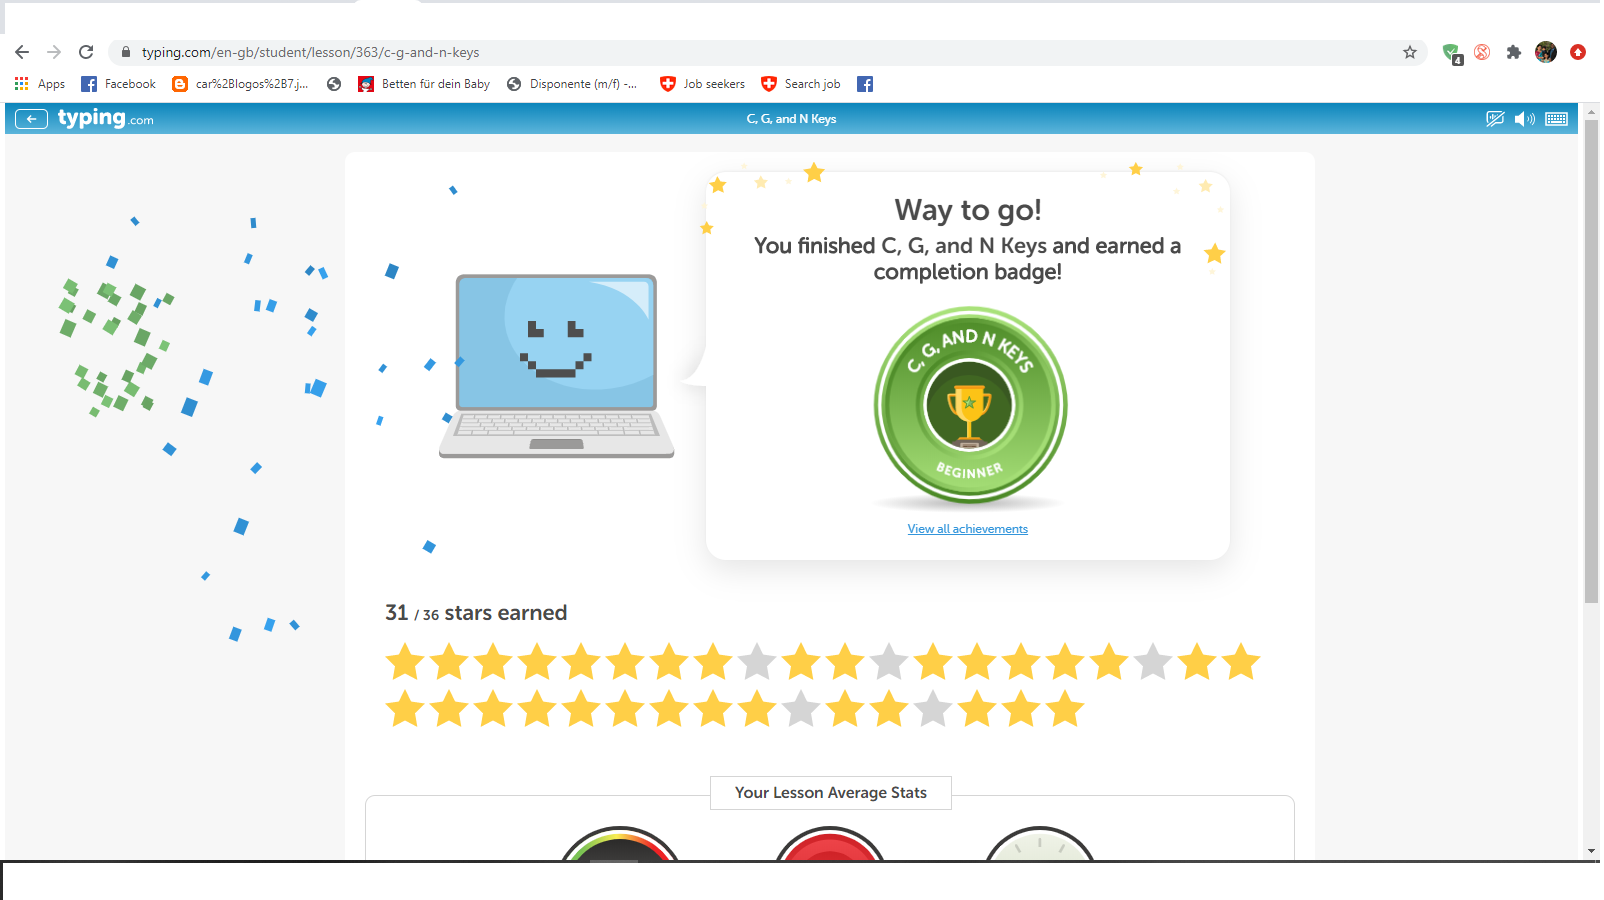 typing.com/en-gb/student/lesson/363/c-g-and-n-keys
4
Apps Facebook car%2Blogos%2B7.j... Betten für dein Baby Disponente (m/f) -... Job seekers Search job
typing.com C, G, and N Keys
Way to go!
You finished C, G, and N Keys and earned a
completion badge!
C, G, AND N KEYS
BEGINNER
View all achievements
31 / 36 stars earned
Your Lesson Average Stats